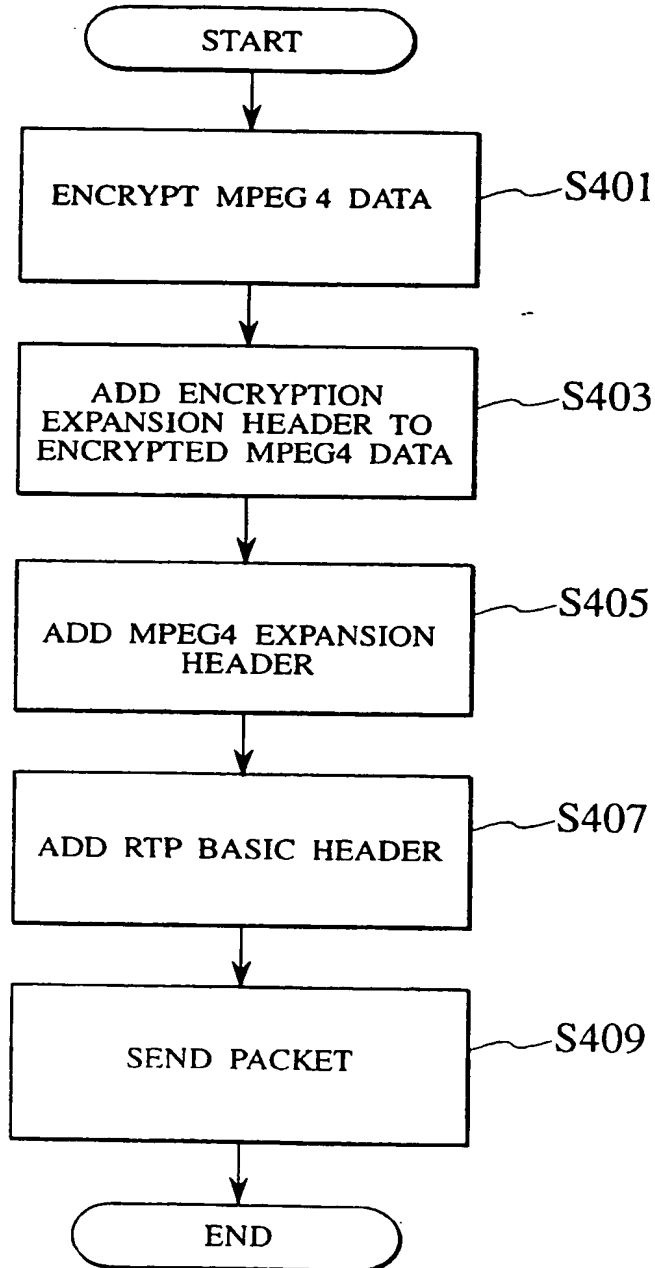 START
ENCRYPT MPEG 4 DATA
S401
ADD ENCRYPTION
EXPANSION HEADER TO
ENCRYPTED MPEG4 DATA
S403
ADD MPEG4 EXPANSION
HEADER
S405
ADD RTP BASIC HEADER
S407
SEND PACKET
S409
END